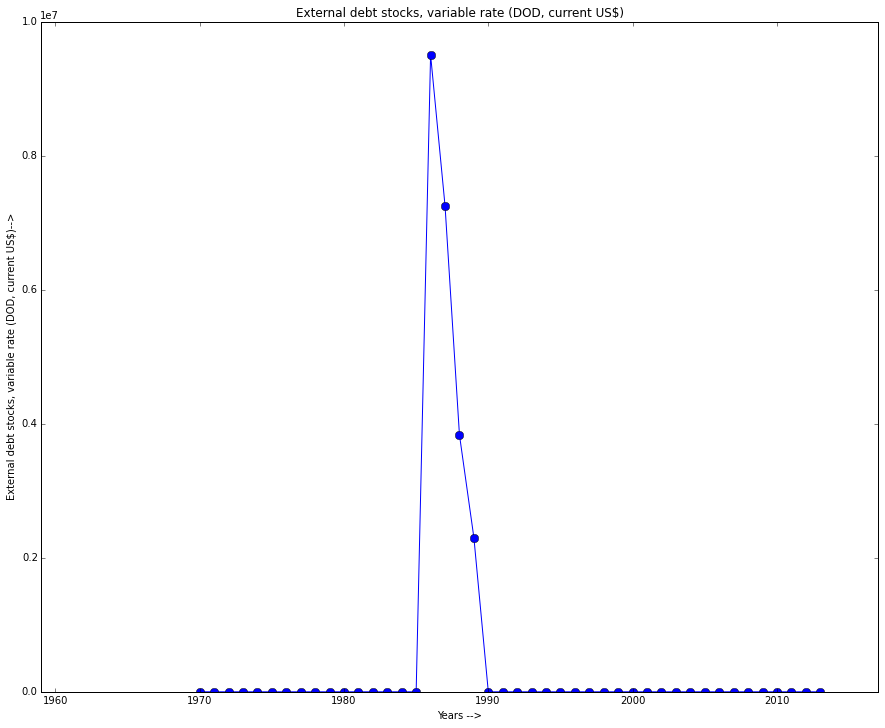 External debt stocks, variable rate (DOD, current US$)
1e7
1.0
0.8
0.6
0.4
0.2
0.0
External debt stocks, variable rate (DOD, current US$)-->
1960 1970 1980 1990 2000 2010
Years -->